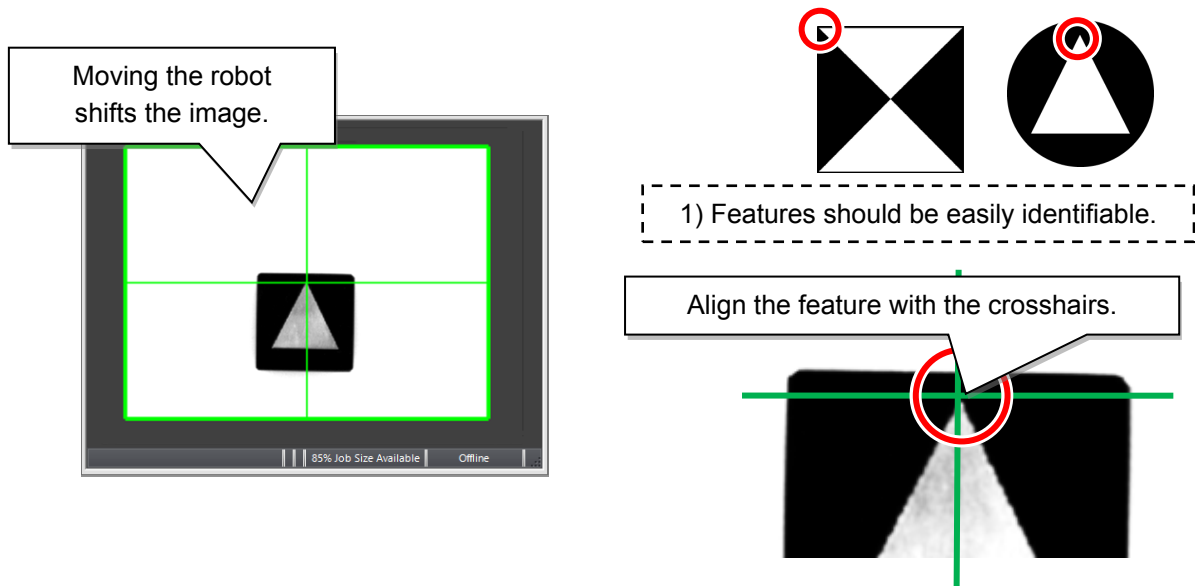 Moving the robot
shifts the image.
85% Job Size Available
Offline
1) Features should be easily identifiable.
Align the feature with the crosshairs.